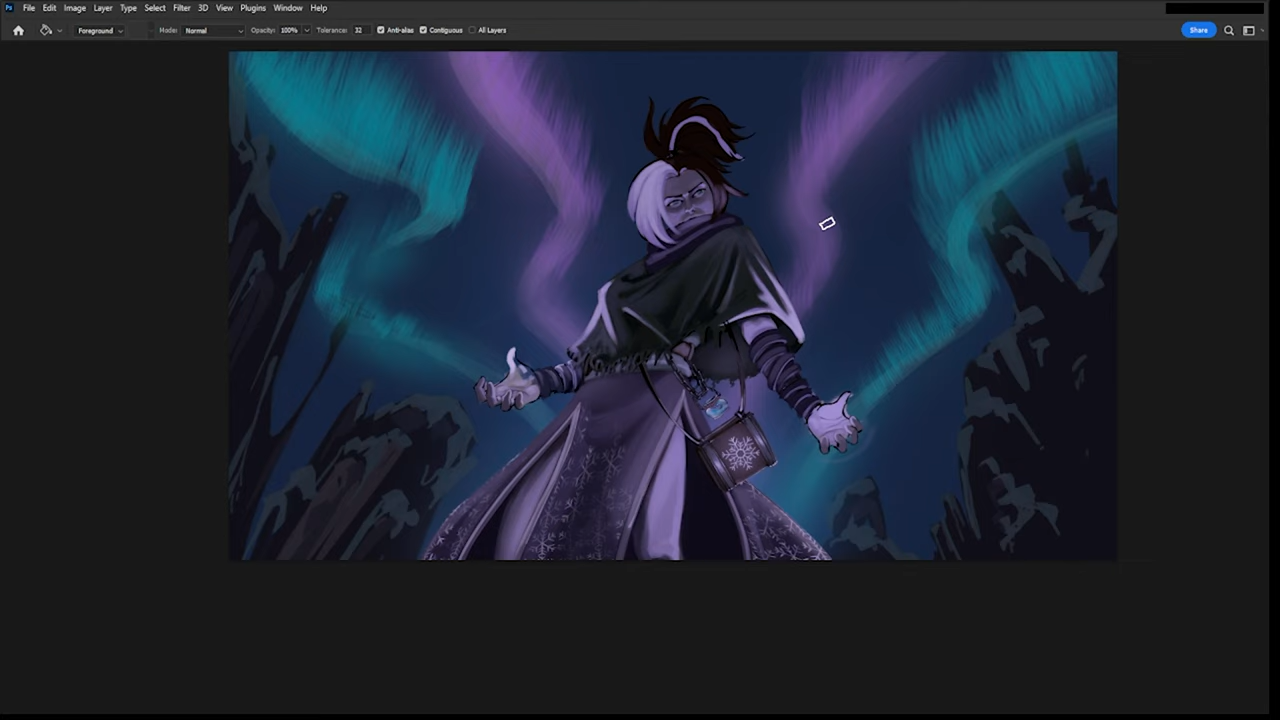 Ps File Edit Image Layer Type Select Filter 3D View Plugins Window Help
Foreground Mode: Normal Opacity: 100% Tolerance: 32 Anti-alias Contiguous All Layers Share